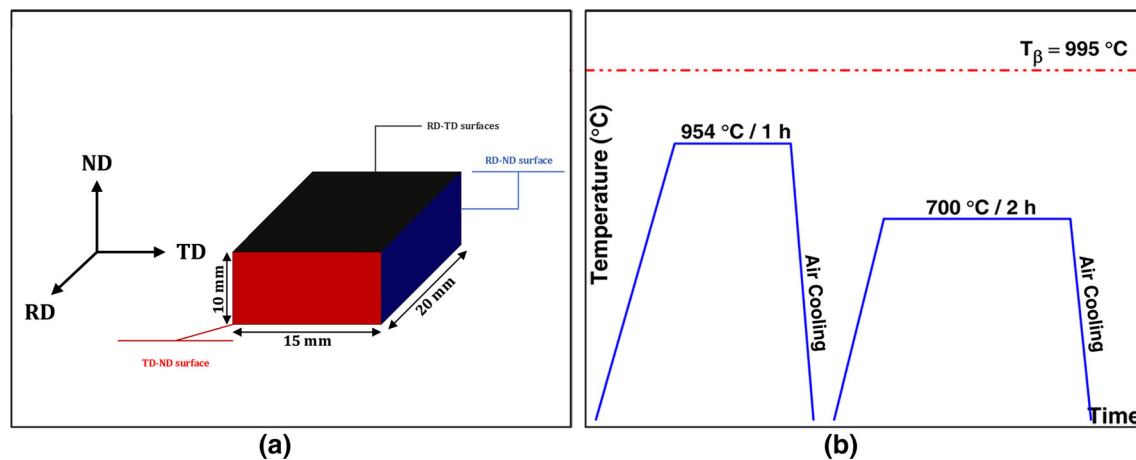 RD-TD surfaces
RD-ND surface
ND
TD
RD
10 mm
20 mm
15 mm
TD-ND surface
(a)
Tβ = 995 °C
Temperature (°C)
954 °C / 1 h
700 °C / 2 h
Air Cooling
Air Cooling
Time
(b)